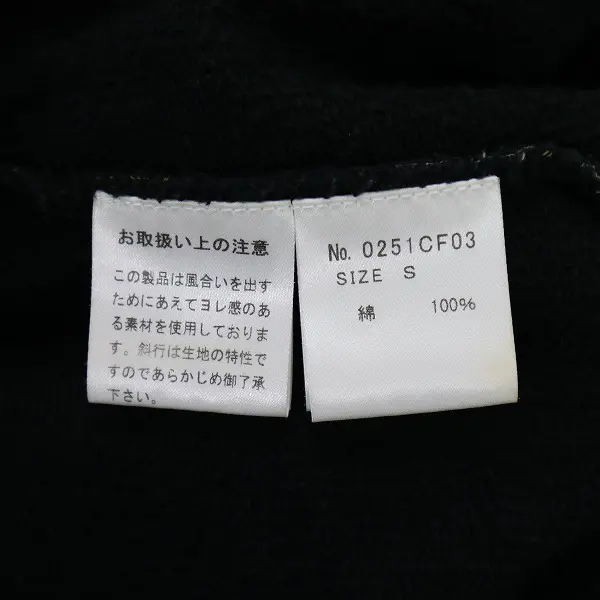 お取扱い上の注意
この製品は風合いを出す
ためにあえてヨレ感のあ
る素材を使用しておりま
す。斜行は生地の特性で
すのであらかじめ御了承
下さい。
No. 0251CF03
SIZE S
綿 100%